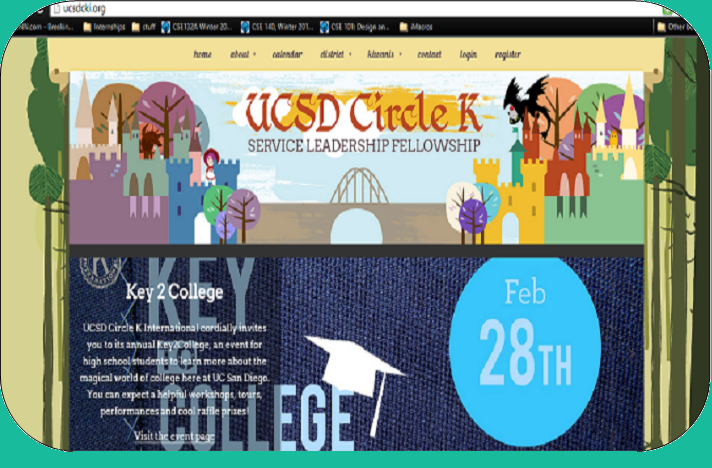 ucsdcki.org
Internships stuff CSE 132A Winter 20... CSE 140, Winter 201... CSE 101: Design an... iMacros
home about calendar district kiwanis contact login register
UCSD Circle K
SERVICE LEADERSHIP FELLOWSHIP
KEY
2
COLLEGE
Key 2 College
UCSD Circle K International cordially invites
you to its annual Key2College, an event for
high school students to learn more about the
magical world of college here at UC San Diego.
You can expect a helpful workshops, tours,
performances and cool raffle prizes!
Visit the event page
Feb
28TH